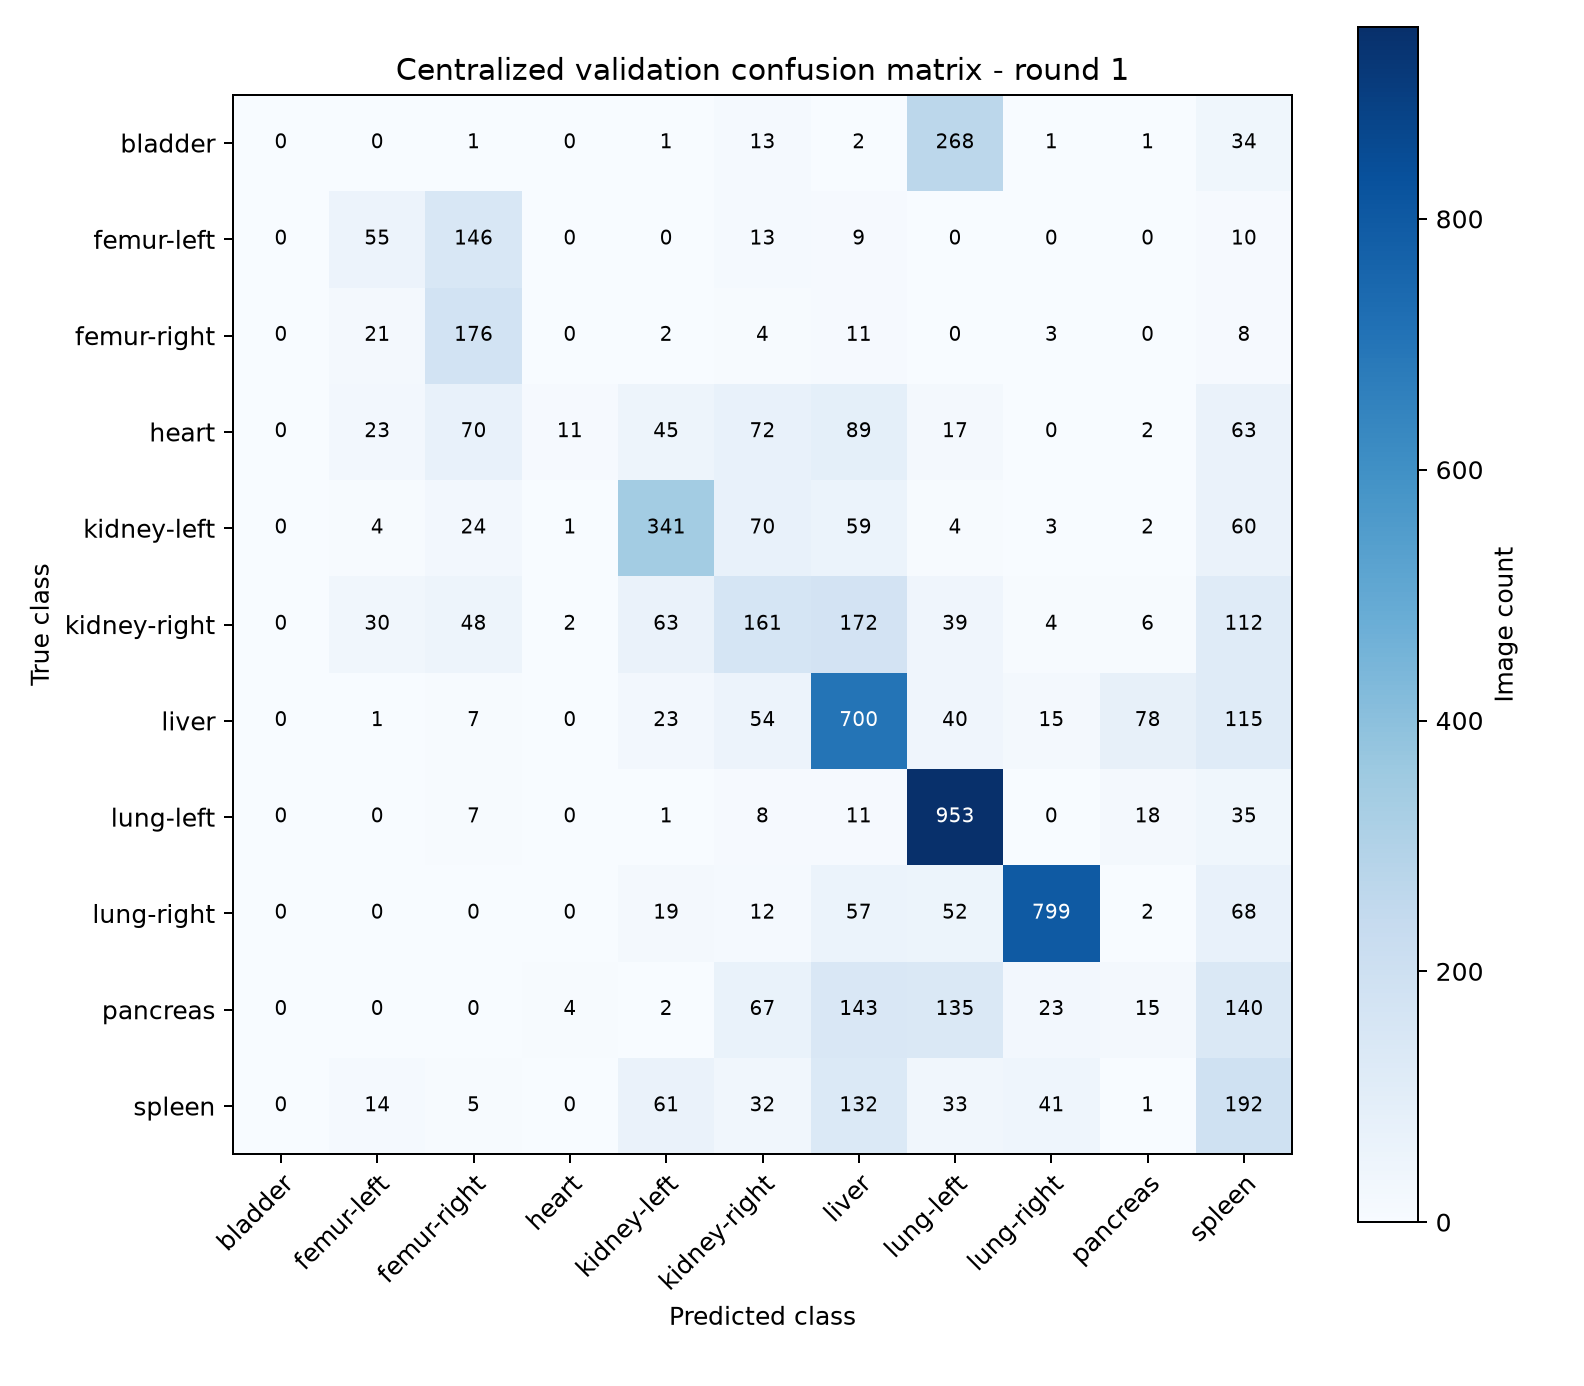 Centralized validation confusion matrix - round 1
bladder 0 0 1 0 1 13 2 268 1 1 34
femur-left 0 55 146 0 0 13 9 0 0 0 10
femur-right 0 21 176 0 2 4 11 0 3 0 8
heart 0 23 70 11 45 72 89 17 0 2 63
kidney-left 0 4 24 1 341 70 59 4 3 2 60
kidney-right 0 30 48 2 63 161 172 39 4 6 112
liver 0 1 7 0 23 54 700 40 15 78 115
lung-left 0 0 7 0 1 8 11 953 0 18 35
lung-right 0 0 0 0 19 12 57 52 799 2 68
pancreas 0 0 0 4 2 67 143 135 23 15 140
spleen 0 14 5 0 61 32 132 33 41 1 192
bladder femur-left femur-right heart kidney-left kidney-right liver lung-left lung-right pancreas spleen
Predicted class
True class
800
600
400
200
0
Image count